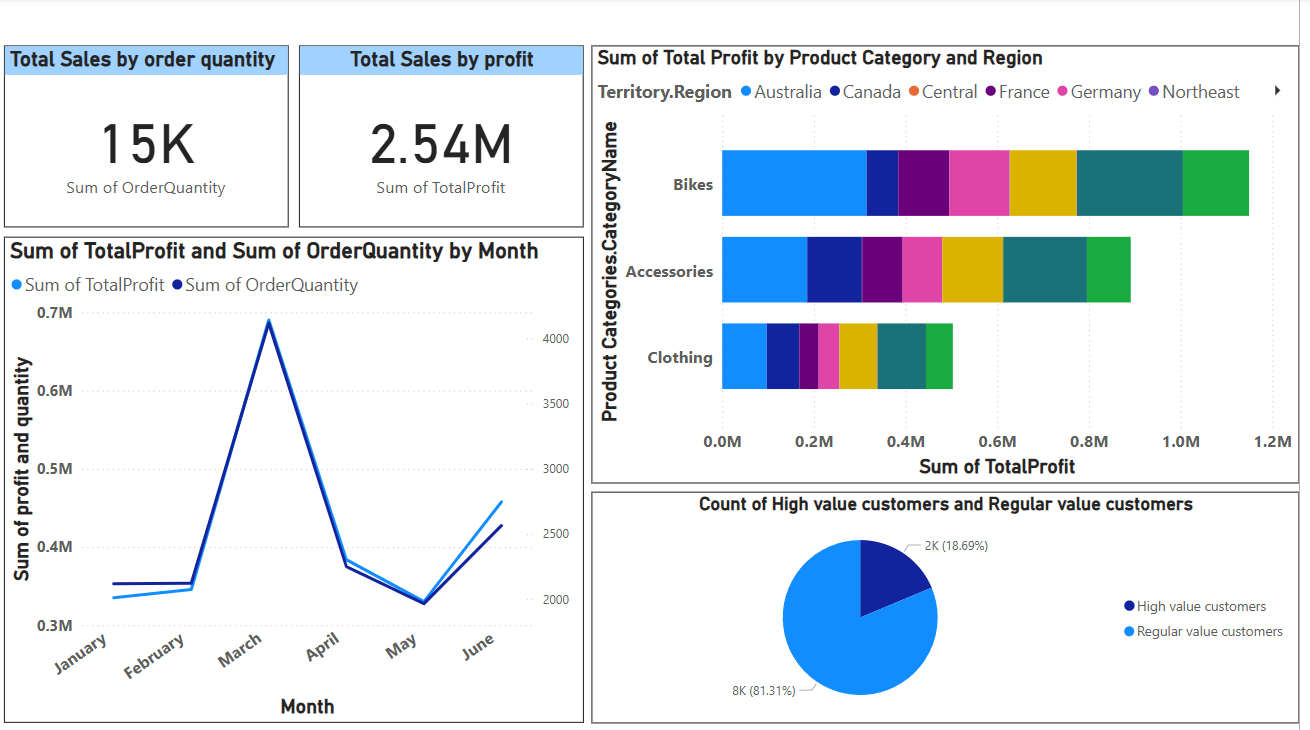 Total Sales by order quantity
15K
Sum of OrderQuantity
Total Sales by profit
2.54M
Sum of TotalProfit
Sum of TotalProfit and Sum of OrderQuantity by Month
Sum of TotalProfit Sum of OrderQuantity
Sum of profit and quantity
0.7M
0.6M
0.5M
0.4M
0.3M
4000
3500
3000
2500
2000
January February March April May June
Month
Sum of Total Profit by Product Category and Region
Territory.Region Australia Canada Central France Germany Northeast
Product Categories.CategoryName
Bikes
Accessories
Clothing
0.0M 0.2M 0.4M 0.6M 0.8M 1.0M 1.2M
Sum of TotalProfit
Count of High value customers and Regular value customers
2K (18.69%)
8K (81.31%)
High value customers
Regular value customers